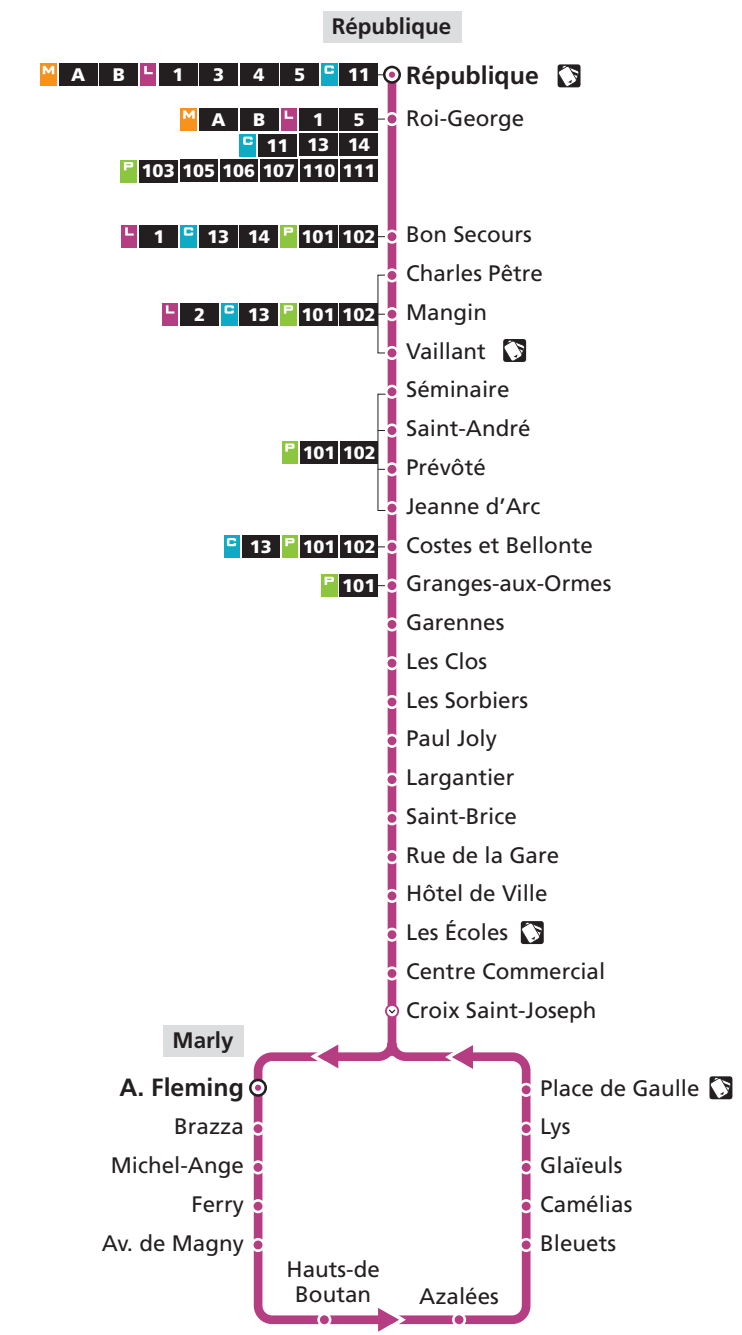 République
M A B L 1 3 4 5 C 11 République
M A B L 1 5 Roi-George
C 11 13 14
P 103 105 106 107 110 111
L 1 C 13 14 P 101 102 Bon Secours
Charles Pêtre
L 2 C 13 P 101 102 Mangin
Vaillant
Séminaire
Saint-André
P 101 102
Prévôté
Jeanne d'Arc
C 13 P 101 102 Costes et Bellonte
P 101 Granges-aux-Ormes
Garennes
Les Clos
Les Sorbiers
Paul Joly
Largantier
Saint-Brice
Rue de la Gare
Hôtel de Ville
Les Écoles
Centre Commercial
Croix Saint-Joseph
Marly
A. Fleming
Brazza
Michel-Ange
Ferry
Av. de Magny
Hauts-de
Boutan
Azalées
Place de Gaulle
Lys
Glaïeuls
Camélias
Bleuets